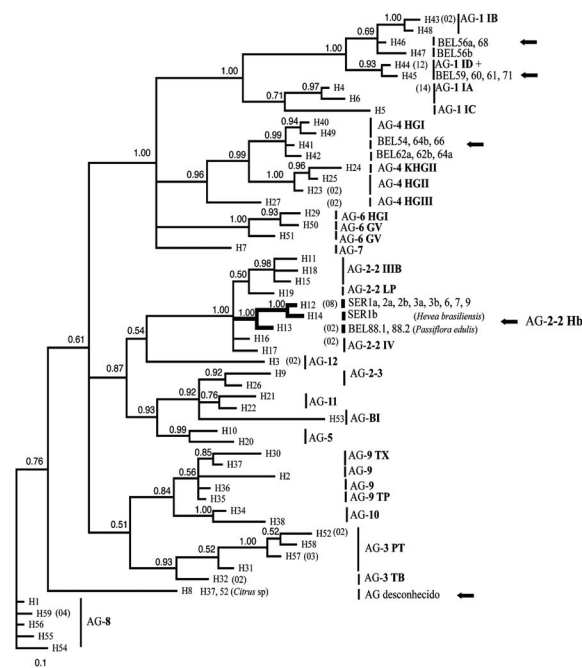 H43 (02) AG-1 IB
1.00
H48
0.69
H46 BEL56a, 68
1.00
H47 BEL56b
0.93 H44 (12) AG-1 ID +
H45 BEL59, 60, 61, 71
1.00
0.97 H4 (14) AG-1 IA
H6
0.71
H5 AG-1 IC
0.94 H40 AG-4 HGI
H49
0.99
H41 BEL54, 64b, 66
H42 BEL62a, 62b, 64a
1.00
0.99
0.96 H24 AG-4 KHGII
1.00
H25 AG-4 HGII
H23 (02)
0.96
H27 (02) AG-4 HGIII
0.93 H29 AG-6 HGI
1.00
H50 AG-6 GV
H51 AG-6 GV
H7 AG-7
H11
0.98 H18 AG-2-2 IIIB
H15
0.50
H19 AG-2-2 LP
1.00 H12 (08) SER1a, 2a, 2b, 3a, 3b, 6, 7, 9
1.00
H14 SER1b (Hevea brasiliensis)
1.00
AG-2-2 Hb
H13 (02) BEL88.1, 88.2 (Passiflora edulis)
H16 (02) AG-2-2 IV
H17
0.54
0.61
H3 (02) AG-12
0.87
0.92 H9 AG-2-3
H26
0.92
0.76 H21 AG-11
H22
0.93
H53 AG-BI
0.99 H10 AG-5
H20
0.76
0.85 H30 AG-9 TX
H37
0.56
H2 AG-9
H36 AG-9
H35 AG-9 TP
0.84
1.00 H34 AG-10
H38
0.51
0.52 H52 (02)
1.00
H58 AG-3 PT
H57 (03)
0.52
H31
0.93
H32 (02) AG-3 TB
H8 H37, 52 (Citrus sp) AG desconhecido
H1
H59 (04) AG-8
H56
H55
H54
0.1